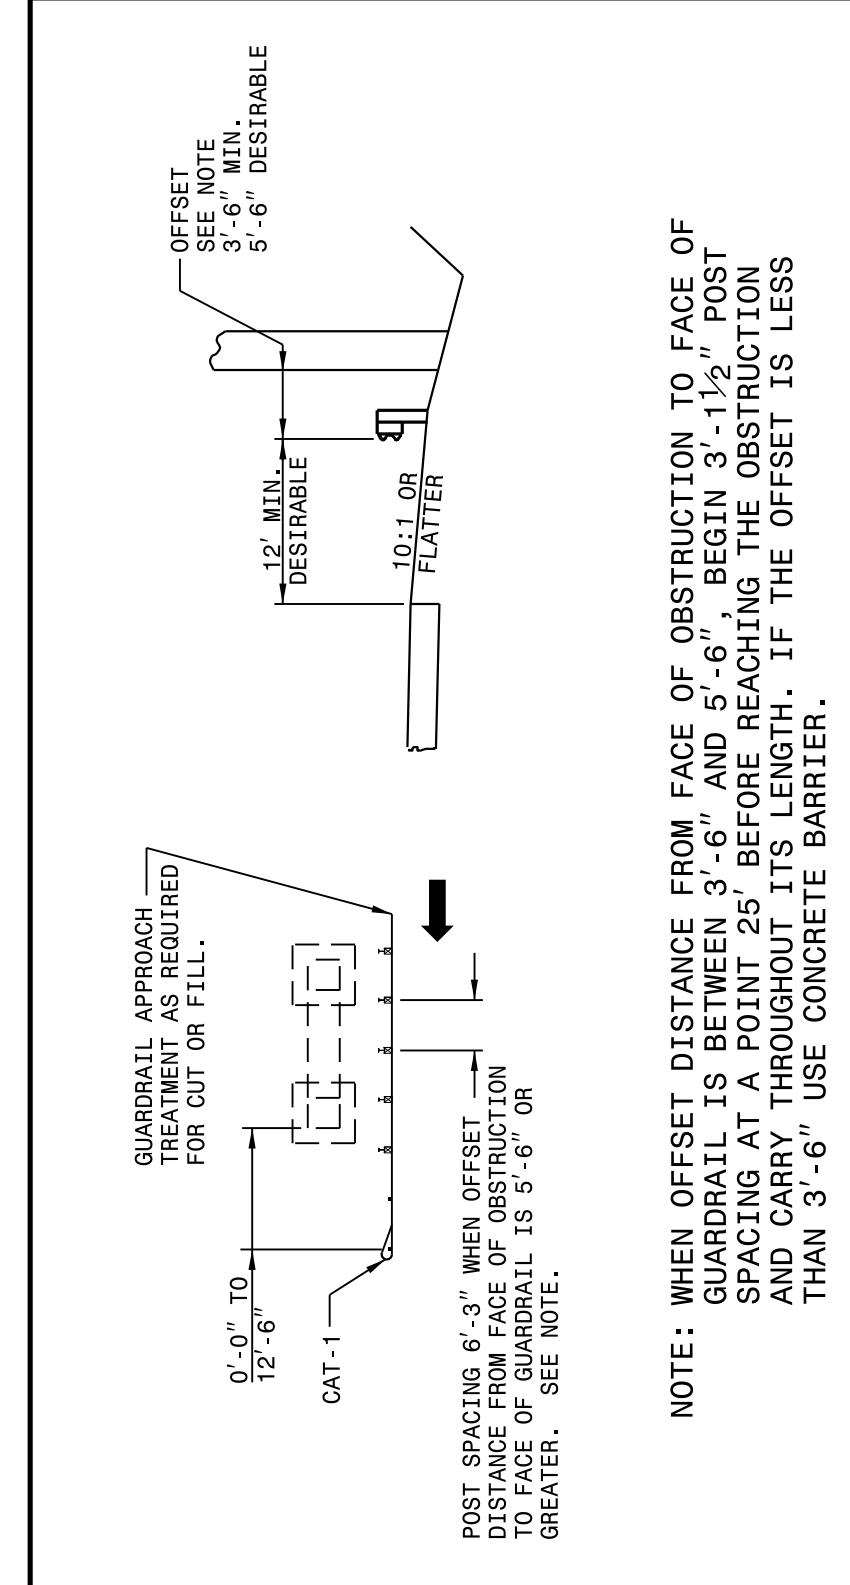 GUARDRAIL APPROACH
TREATMENT AS REQUIRED
FOR CUT OR FILL.
0'-0" TO
12'-6"
CAT-1
POST SPACING 6'-3" WHEN OFFSET
DISTANCE FROM FACE OF OBSTRUCTION
TO FACE OF GUARDRAIL IS 5'-6" OR
GREATER. SEE NOTE.
OFFSET
SEE NOTE
3'-6" MIN.
5'-6" DESIRABLE
12' MIN.
DESIRABLE
10:1 OR
FLATTER
NOTE: WHEN OFFSET DISTANCE FROM FACE OF OBSTRUCTION TO FACE OF
GUARDRAIL IS BETWEEN 3'-6" AND 5'-6", BEGIN 3'-1½" POST
SPACING AT A POINT 25' BEFORE REACHING THE OBSTRUCTION
AND CARRY THROUGHOUT ITS LENGTH. IF THE OFFSET IS LESS
THAN 3'-6" USE CONCRETE BARRIER.